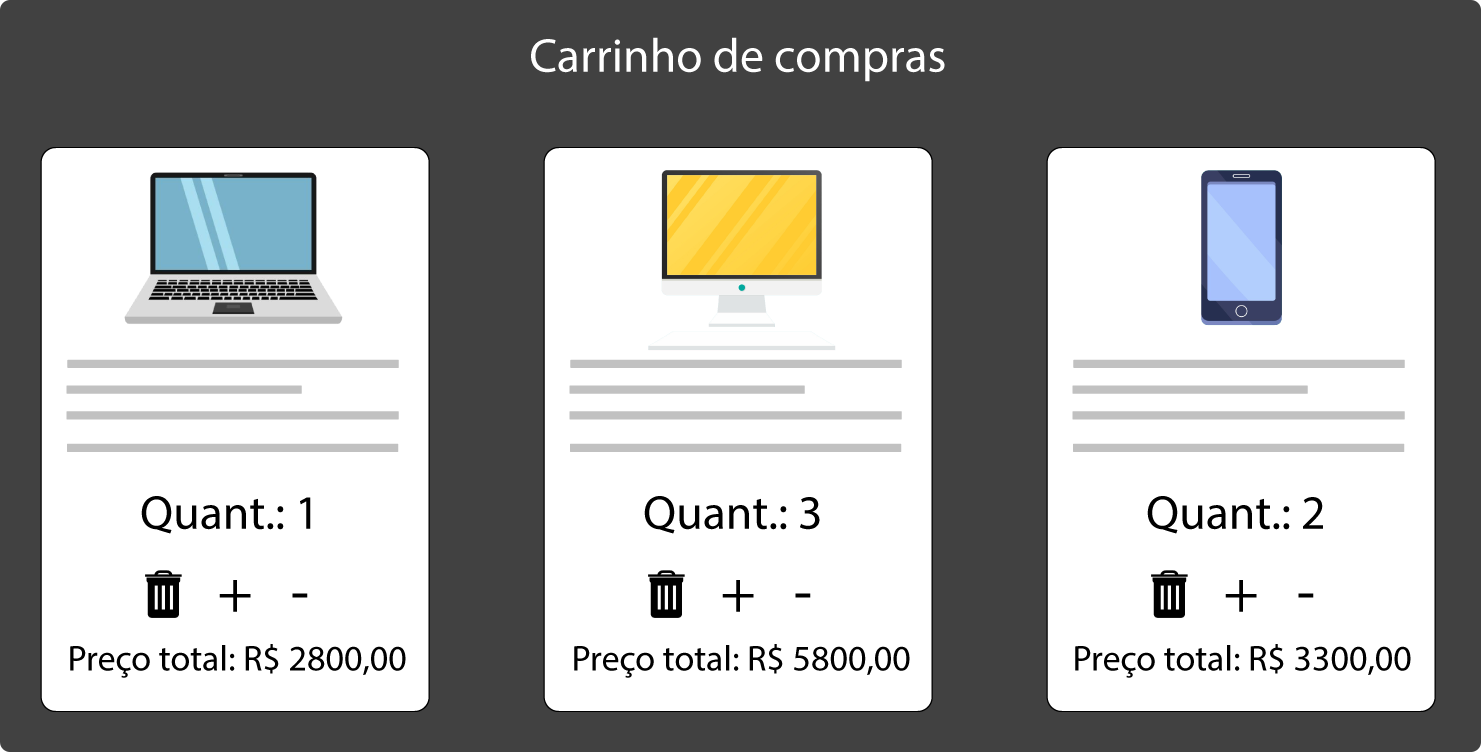 Carrinho de compras
Quant.: 1
+ -
Preço total: R$ 2800,00
Quant.: 3
+ -
Preço total: R$ 5800,00
Quant.: 2
+ -
Preço total: R$ 3300,00